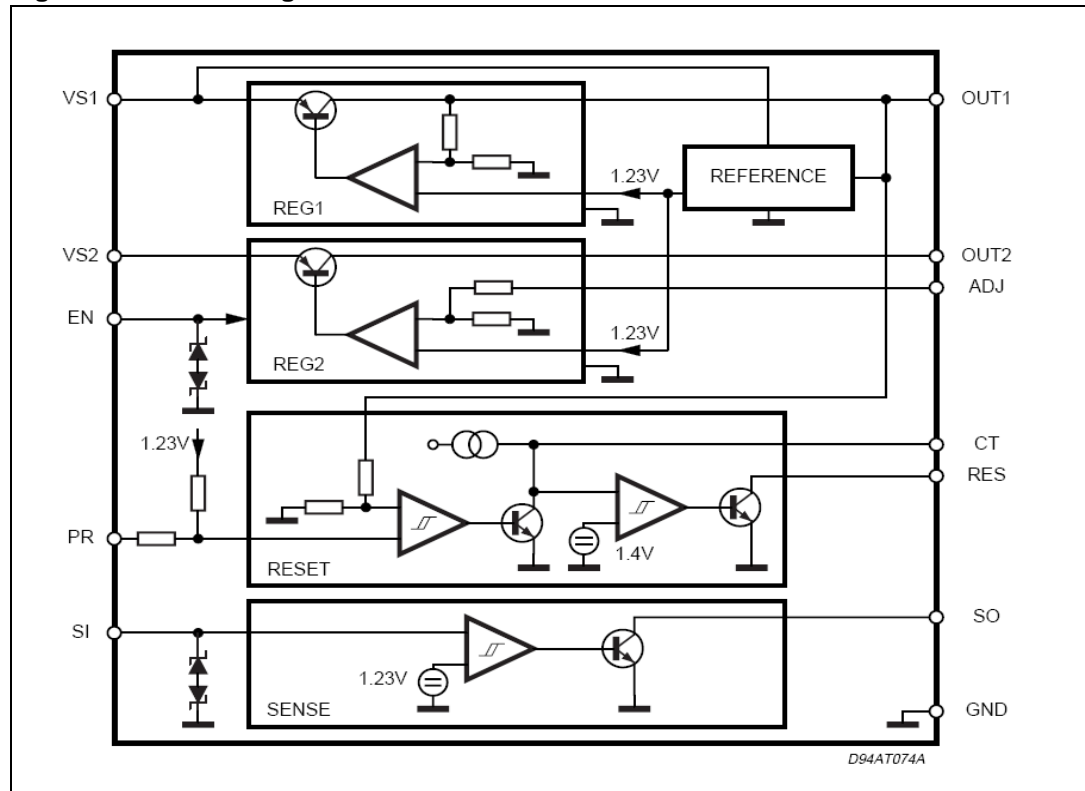 VS1
OUT1
1.23V
REFERENCE
REG1
VS2
OUT2
ADJ
EN
1.23V
REG2
1.23V
CT
RES
PR
1.4V
RESET
SI
SO
1.23V
SENSE
GND
D94AT074A